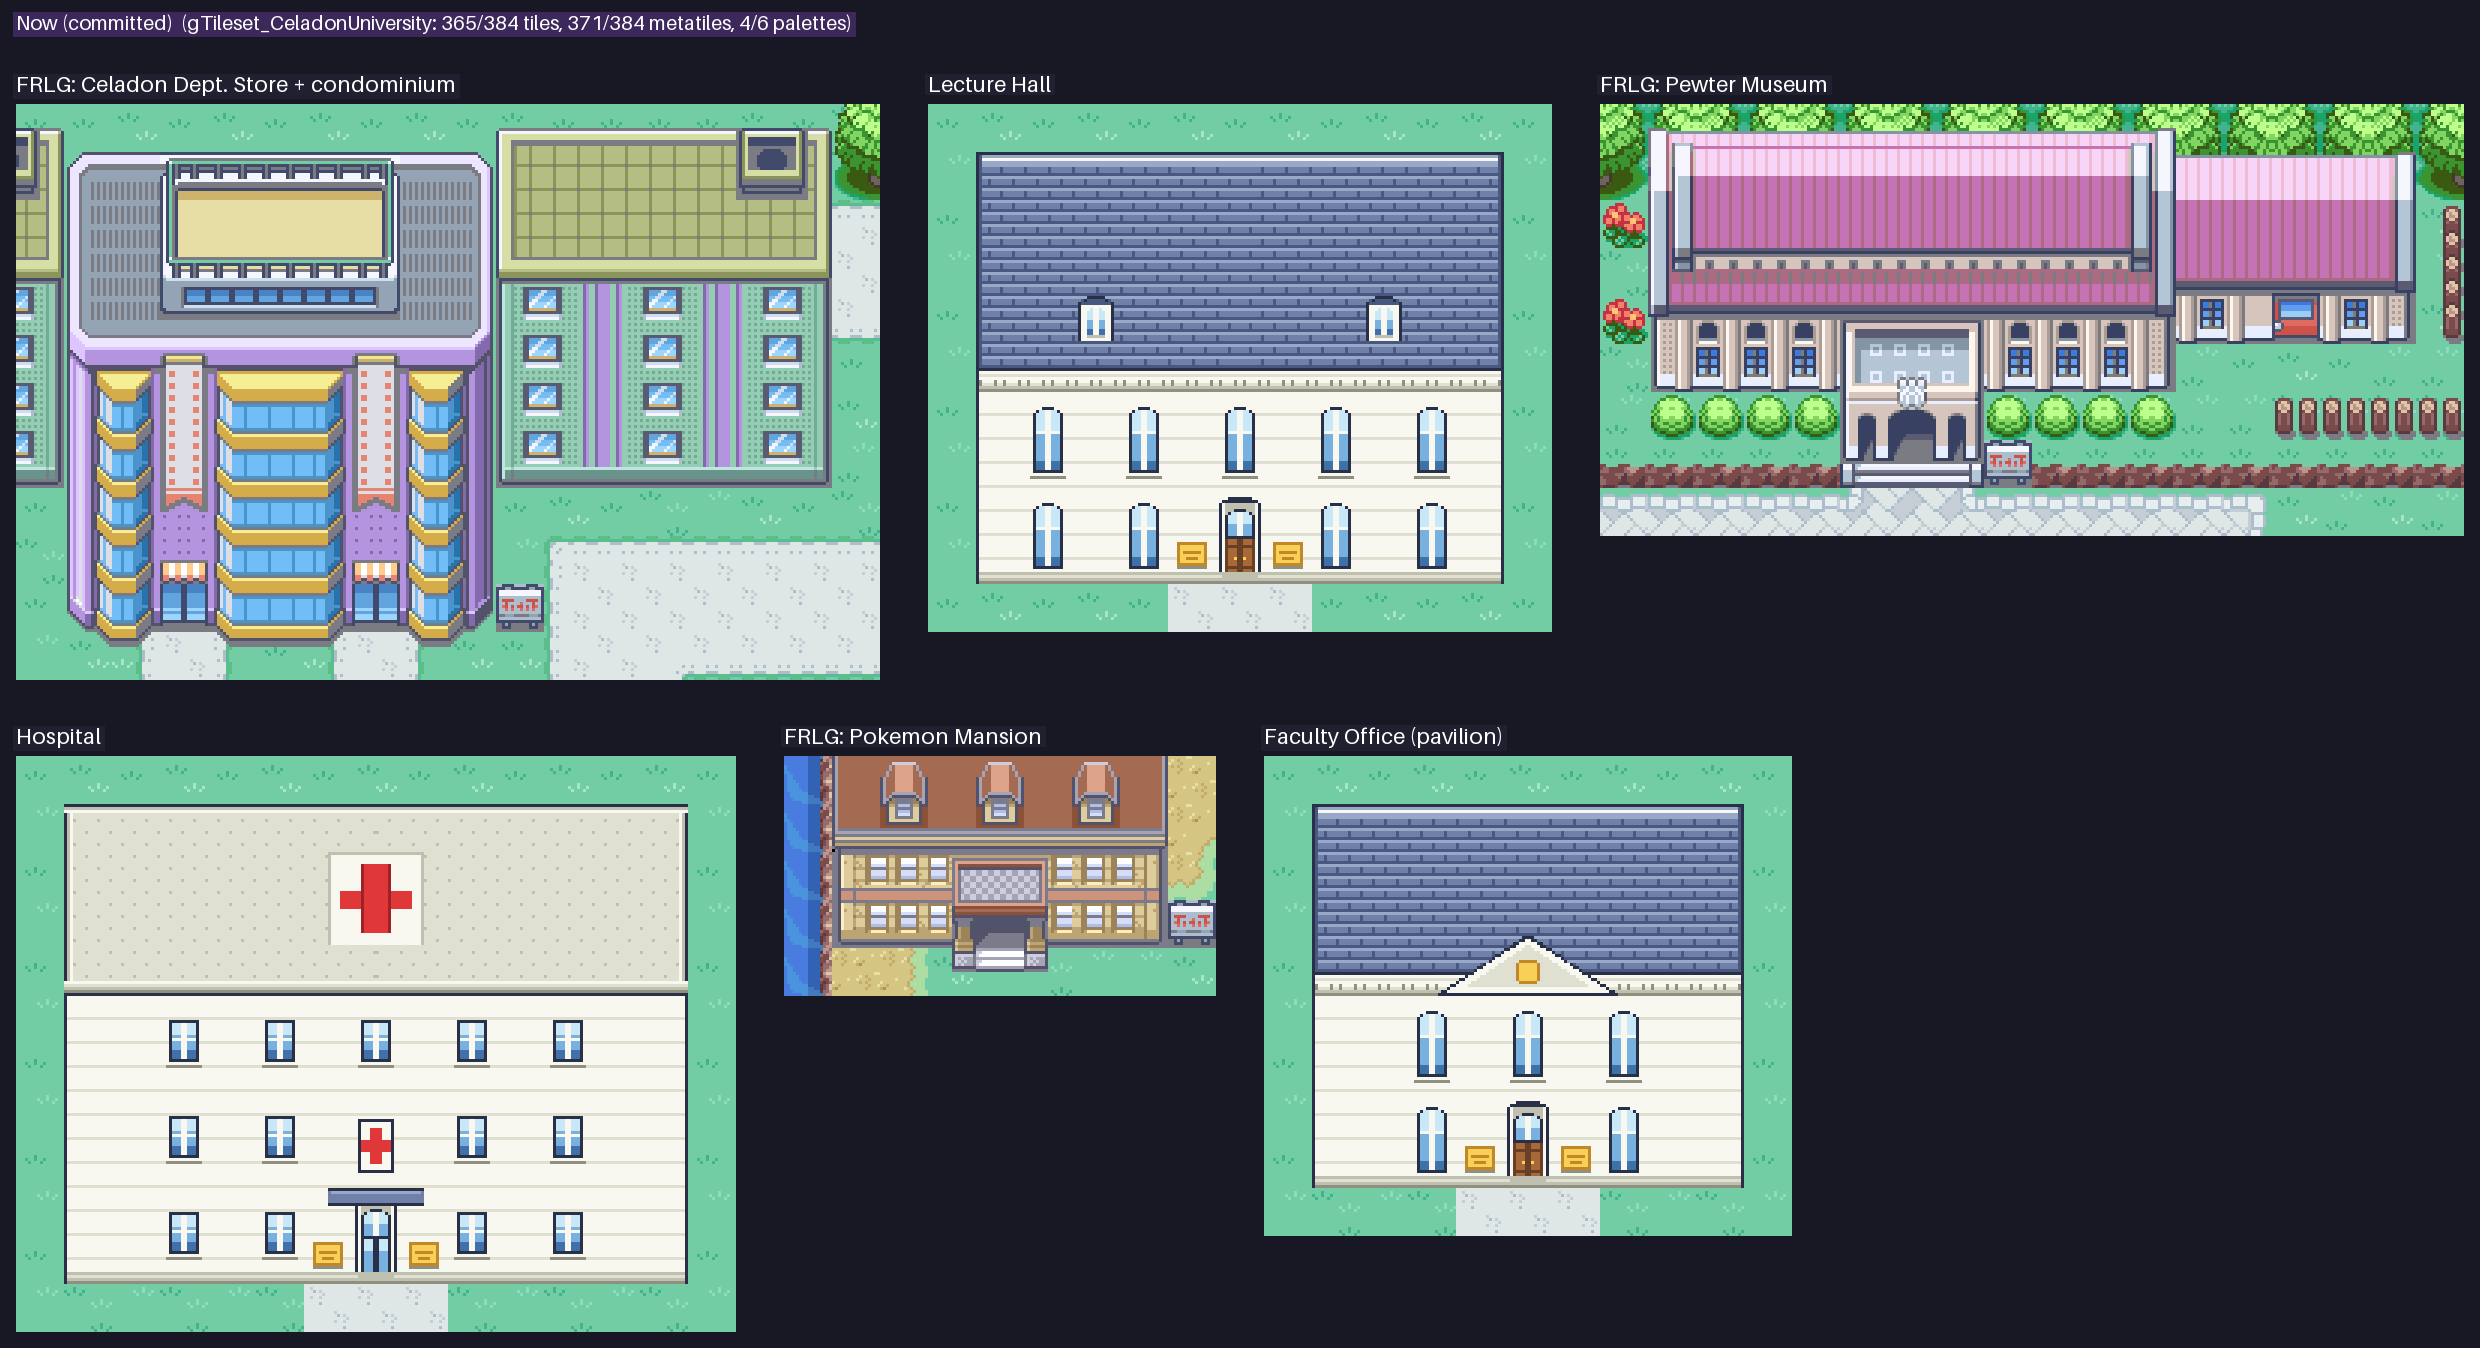 Now (committed) (gTileset_CeladonUniversity: 365/384 tiles, 371/384 metatiles, 4/6 palettes)
FRLG: Celadon Dept. Store + condominium
Lecture Hall
FRLG: Pewter Museum
Hospital
FRLG: Pokemon Mansion
Faculty Office (pavilion)